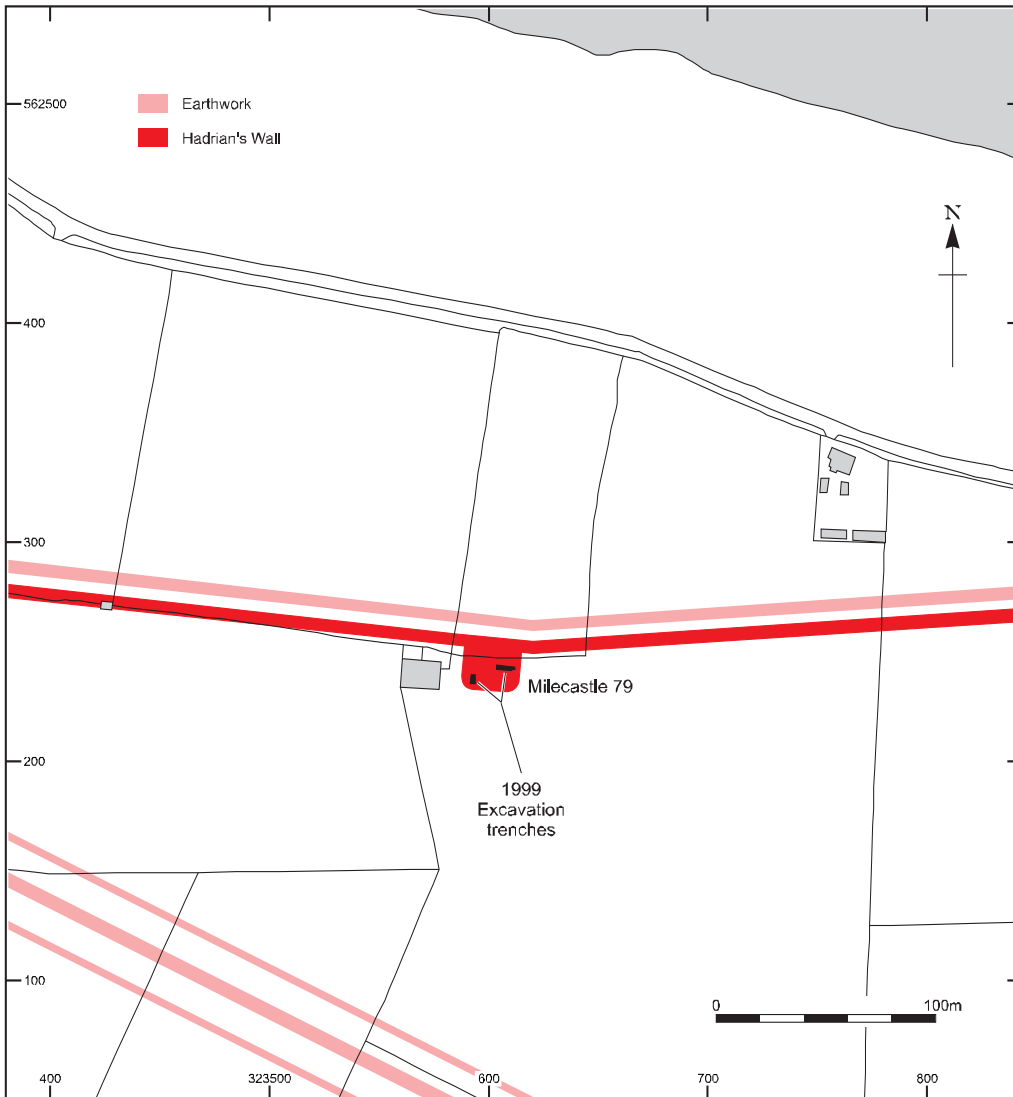 562500
Earthwork
Hadrian's Wall
N
400
300
Milecastle 79
200
1999
Excavation
trenches
100
0 100m
400 323500 600 700 800